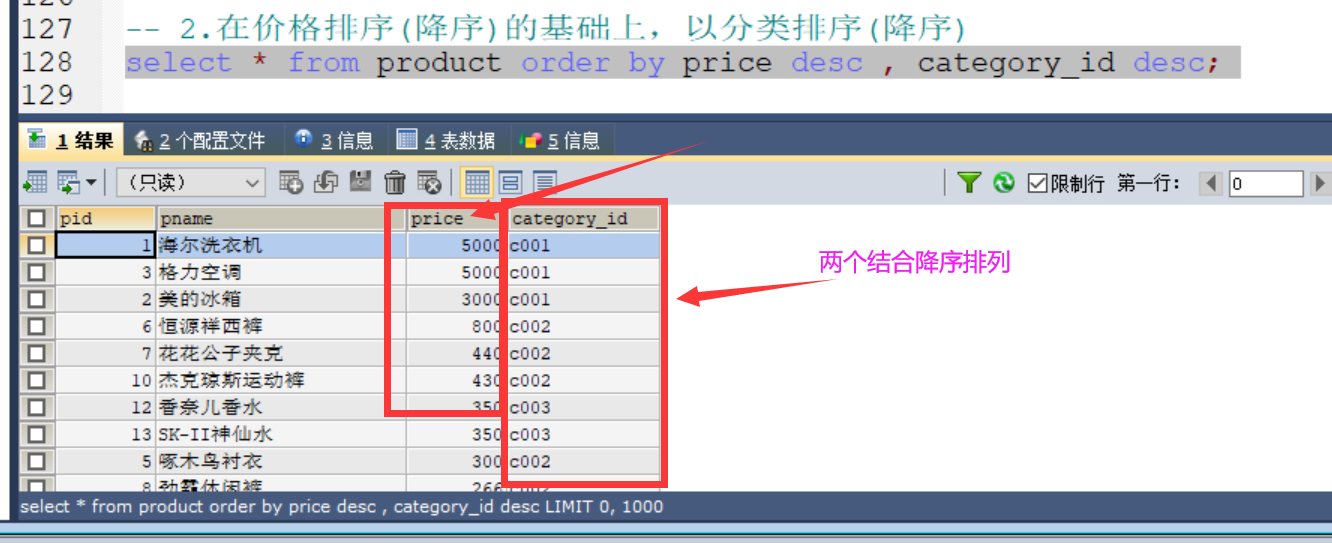 127 -- 2.在价格排序(降序)的基础上，以分类排序(降序)
128 select * from product order by price desc , category_id desc;
129
1 结果 2 个配置文件 3 信息 4 表数据 5 信息
（只读） 限制行 第一行: 0
pid pname price category_id
1 海尔洗衣机 5000 c001
3 格力空调 5000 c001
2 美的冰箱 3000 c001
6 恒源祥西裤 800 c002
7 花花公子夹克 440 c002
10 杰克琼斯运动裤 430 c002
12 香奈儿香水 350 c003
13 SK-II神仙水 350 c003
5 啄木鸟衬衣 300 c002
8 劲霸休闲裤 266 c002
两个结合降序排列
select * from product order by price desc , category_id desc LIMIT 0, 1000